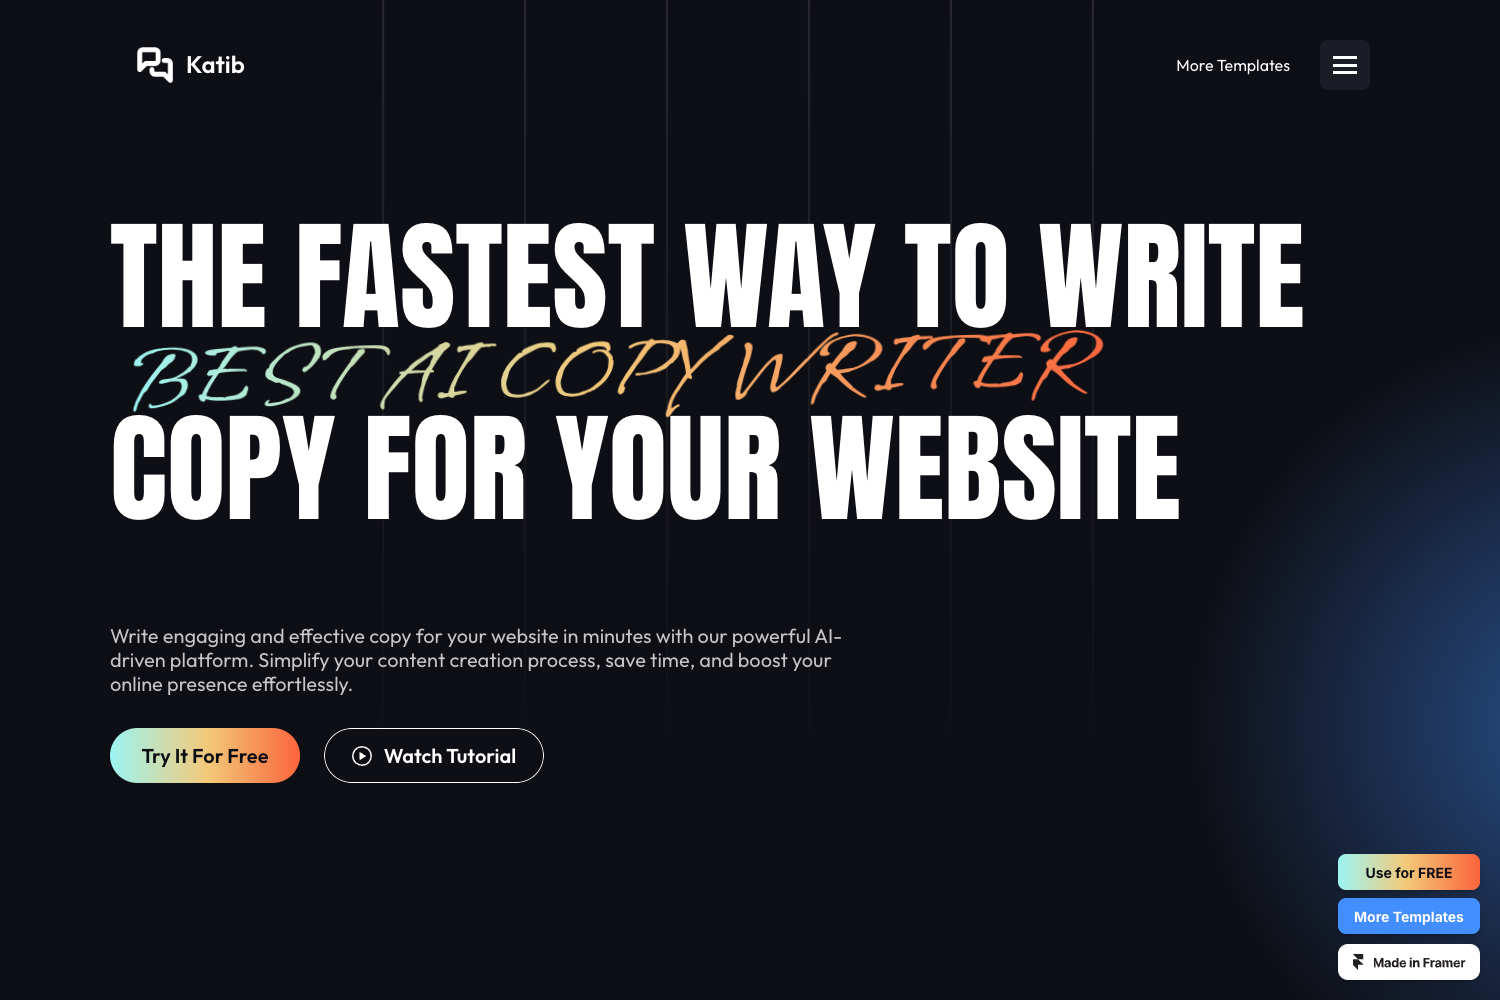 Katib
More Templates
THE FASTEST WAY TO WRITE
BEST AI COPY WRITER
COPY FOR YOUR WEBSITE
Write engaging and effective copy for your website in minutes with our powerful AI-
driven platform. Simplify your content creation process, save time, and boost your
online presence effortlessly.
Try It For Free
Watch Tutorial
Use for FREE
More Templates
Made in Framer